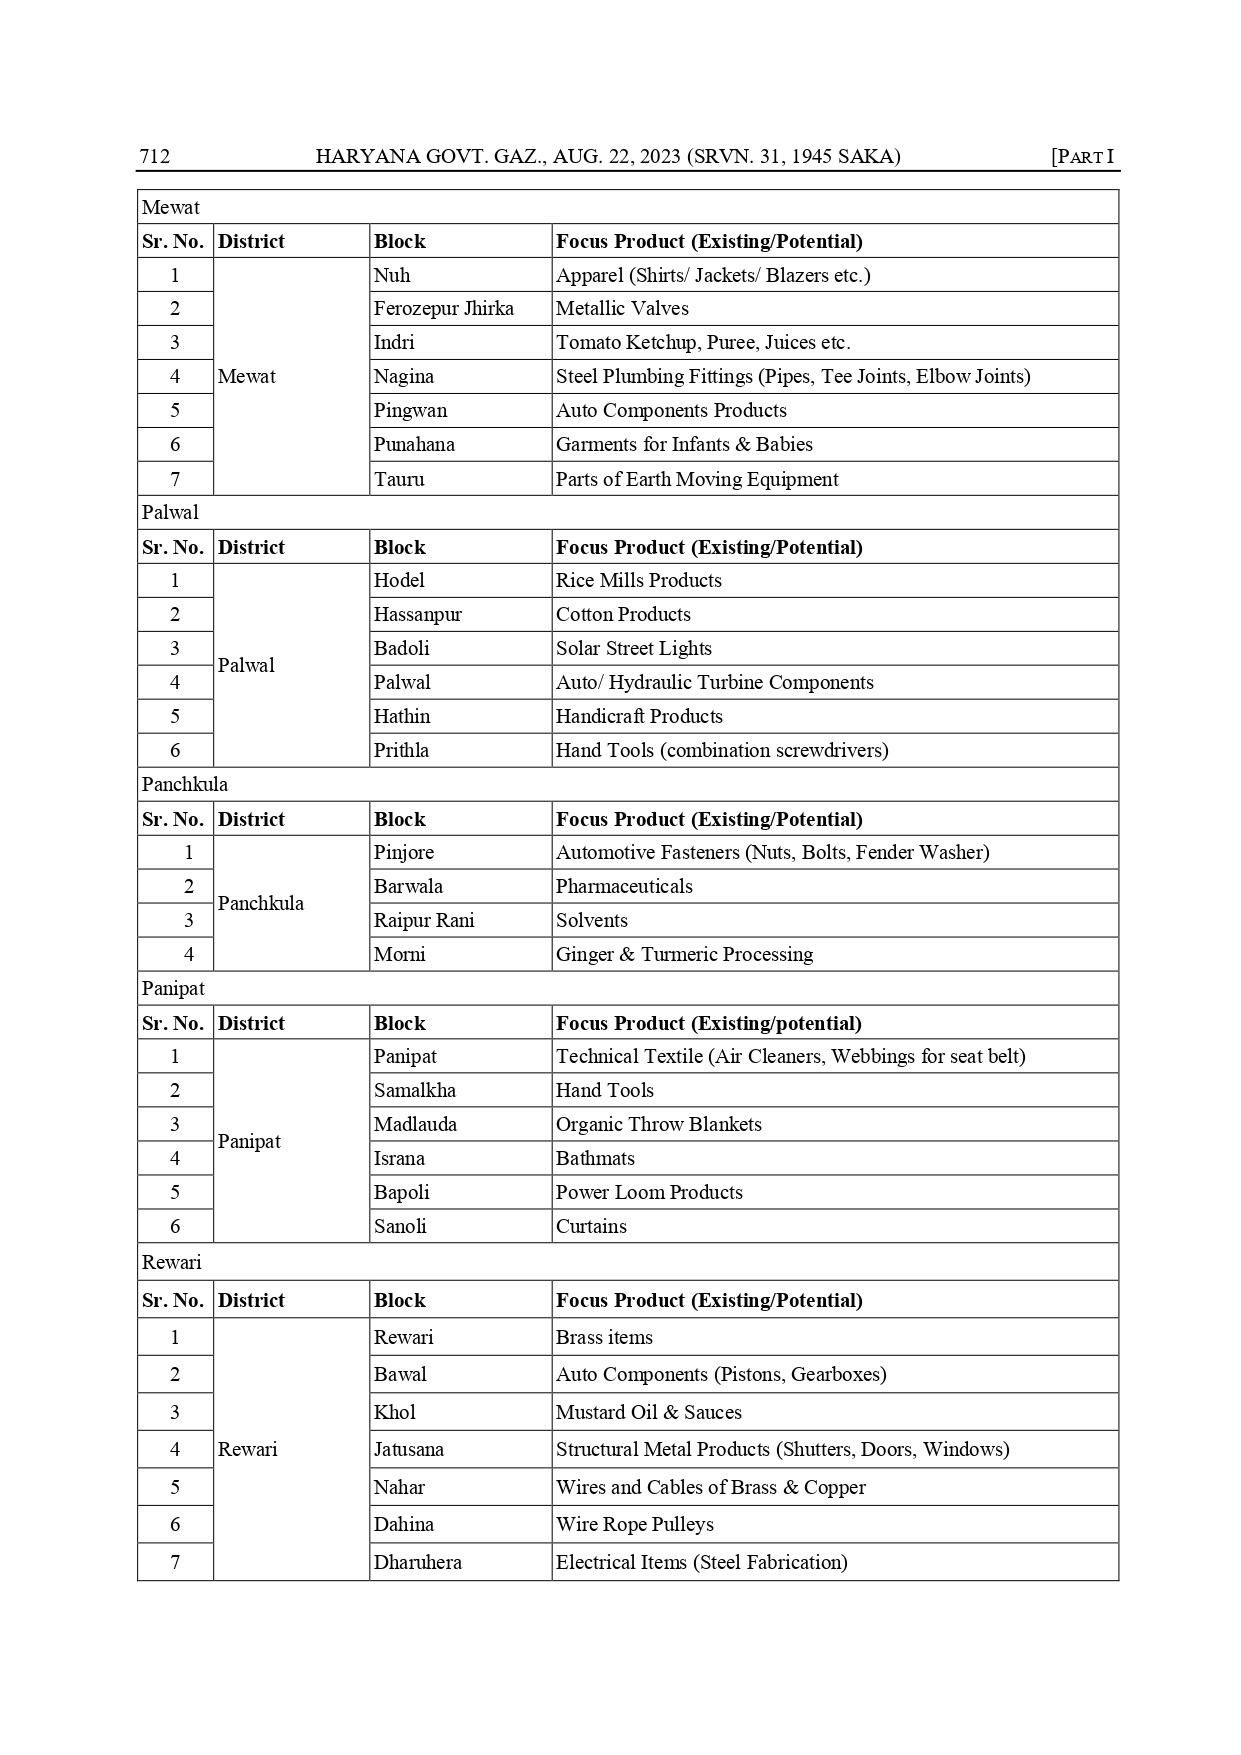 712 HARYANA GOVT. GAZ., AUG. 22, 2023 (SRVN. 31, 1945 SAKA) [PART I
Mewat
Sr. No. District Block Focus Product (Existing/Potential)
1 Nuh Apparel (Shirts/ Jackets/ Blazers etc.)
2 Ferozepur Jhirka Metallic Valves
3 Indri Tomato Ketchup, Puree, Juices etc.
4 Mewat Nagina Steel Plumbing Fittings (Pipes, Tee Joints, Elbow Joints)
5 Pingwan Auto Components Products
6 Punahana Garments for Infants & Babies
7 Tauru Parts of Earth Moving Equipment
Palwal
Sr. No. District Block Focus Product (Existing/Potential)
1 Hodel Rice Mills Products
2 Hassanpur Cotton Products
3 Badoli Solar Street Lights
Palwal
4 Palwal Auto/ Hydraulic Turbine Components
5 Hathin Handicraft Products
6 Prithla Hand Tools (combination screwdrivers)
Panchkula
Sr. No. District Block Focus Product (Existing/Potential)
1 Pinjore Automotive Fasteners (Nuts, Bolts, Fender Washer)
2 Barwala Pharmaceuticals
Panchkula
3 Raipur Rani Solvents
4 Morni Ginger & Turmeric Processing
Panipat
Sr. No. District Block Focus Product (Existing/potential)
1 Panipat Technical Textile (Air Cleaners, Webbings for seat belt)
2 Samalkha Hand Tools
3 Madlauda Organic Throw Blankets
Panipat
4 Israna Bathmats
5 Bapoli Power Loom Products
6 Sanoli Curtains
Rewari
Sr. No. District Block Focus Product (Existing/Potential)
1 Rewari Brass items
2 Bawal Auto Components (Pistons, Gearboxes)
3 Khol Mustard Oil & Sauces
4 Rewari Jatusana Structural Metal Products (Shutters, Doors, Windows)
5 Nahar Wires and Cables of Brass & Copper
6 Dahina Wire Rope Pulleys
7 Dharuhera Electrical Items (Steel Fabrication)